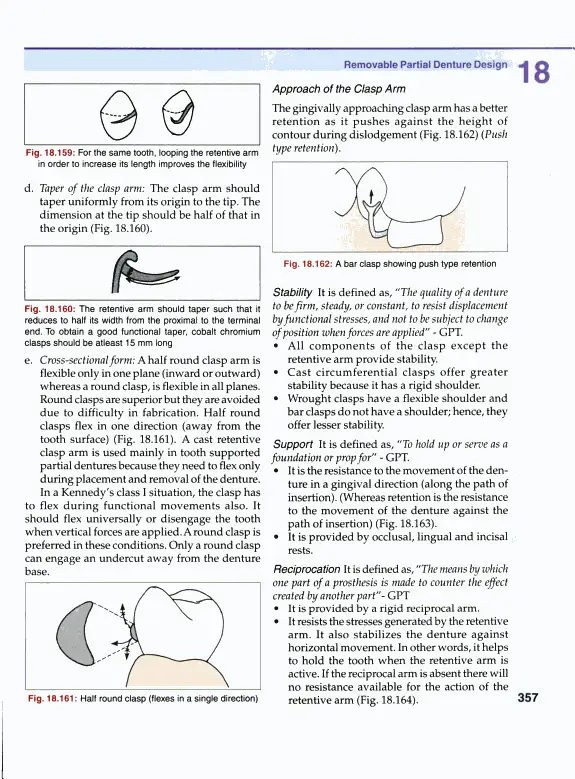 Removable Partial Denture Design
18
Fig. 18.159: For the same tooth, looping the retentive arm
in order to increase its length improves the flexibility
d. Taper of the clasp arm: The clasp arm should
taper uniformly from its origin to the tip. The
dimension at the tip should be half of that in
the origin (Fig. 18.160).
Fig. 18.160: The retentive arm should taper such that it
reduces to half its width from the proximal to the terminal
end. To obtain a good functional taper, cobalt chromium
clasps should be atleast 15 mm long
e. Cross-sectional form: A half round clasp arm is
flexible only in one plane (inward or outward)
whereas a round clasp, is flexible in all planes.
Round clasps are superior but they are avoided
due to difficulty in fabrication. Half round
clasps flex in one direction (away from the
tooth surface) (Fig. 18.161). A cast retentive
clasp arm is used mainly in tooth supported
partial dentures because they need to flex only
during placement and removal of the denture.
In a Kennedy's class I situation, the clasp has
to flex during functional movements also. It
should flex universally or disengage the tooth
when vertical forces are applied. A round clasp is
preferred in these conditions. Only a round clasp
can engage an undercut away from the denture
base.
Fig. 18.161: Half round clasp (flexes in a single direction)
Approach of the Clasp Arm
The gingivally approaching clasp arm has a better
retention as it pushes against the height of
contour during dislodgement (Fig. 18.162) (Push
type retention).
Fig. 18.162: A bar clasp showing push type retention
Stability It is defined as, "The quality of a denture
to be firm, steady, or constant, to resist displacement
by functional stresses, and not to be subject to change
of position when forces are applied" - GPT.
• All components of the clasp except the
retentive arm provide stability.
• Cast circumferential clasps offer greater
stability because it has a rigid shoulder.
• Wrought clasps have a flexible shoulder and
bar clasps do not have a shoulder; hence, they
offer lesser stability.
Support It is defined as, "To hold up or serve as a
foundation or prop for" - GPT.
• It is the resistance to the movement of the den-
ture in a gingival direction (along the path of
insertion). (Whereas retention is the resistance
to the movement of the denture against the
path of insertion) (Fig. 18.163).
• It is provided by occlusal, lingual and incisal
rests.
Reciprocation It is defined as, "The means by which
one part of a prosthesis is made to counter the effect
created by another part"- GPT
• It is provided by a rigid reciprocal arm.
• It resists the stresses generated by the retentive
arm. It also stabilizes the denture against
horizontal movement. In other words, it helps
to hold the tooth when the retentive arm is
active. If the reciprocal arm is absent there will
no resistance available for the action of the
retentive arm (Fig. 18.164).
357